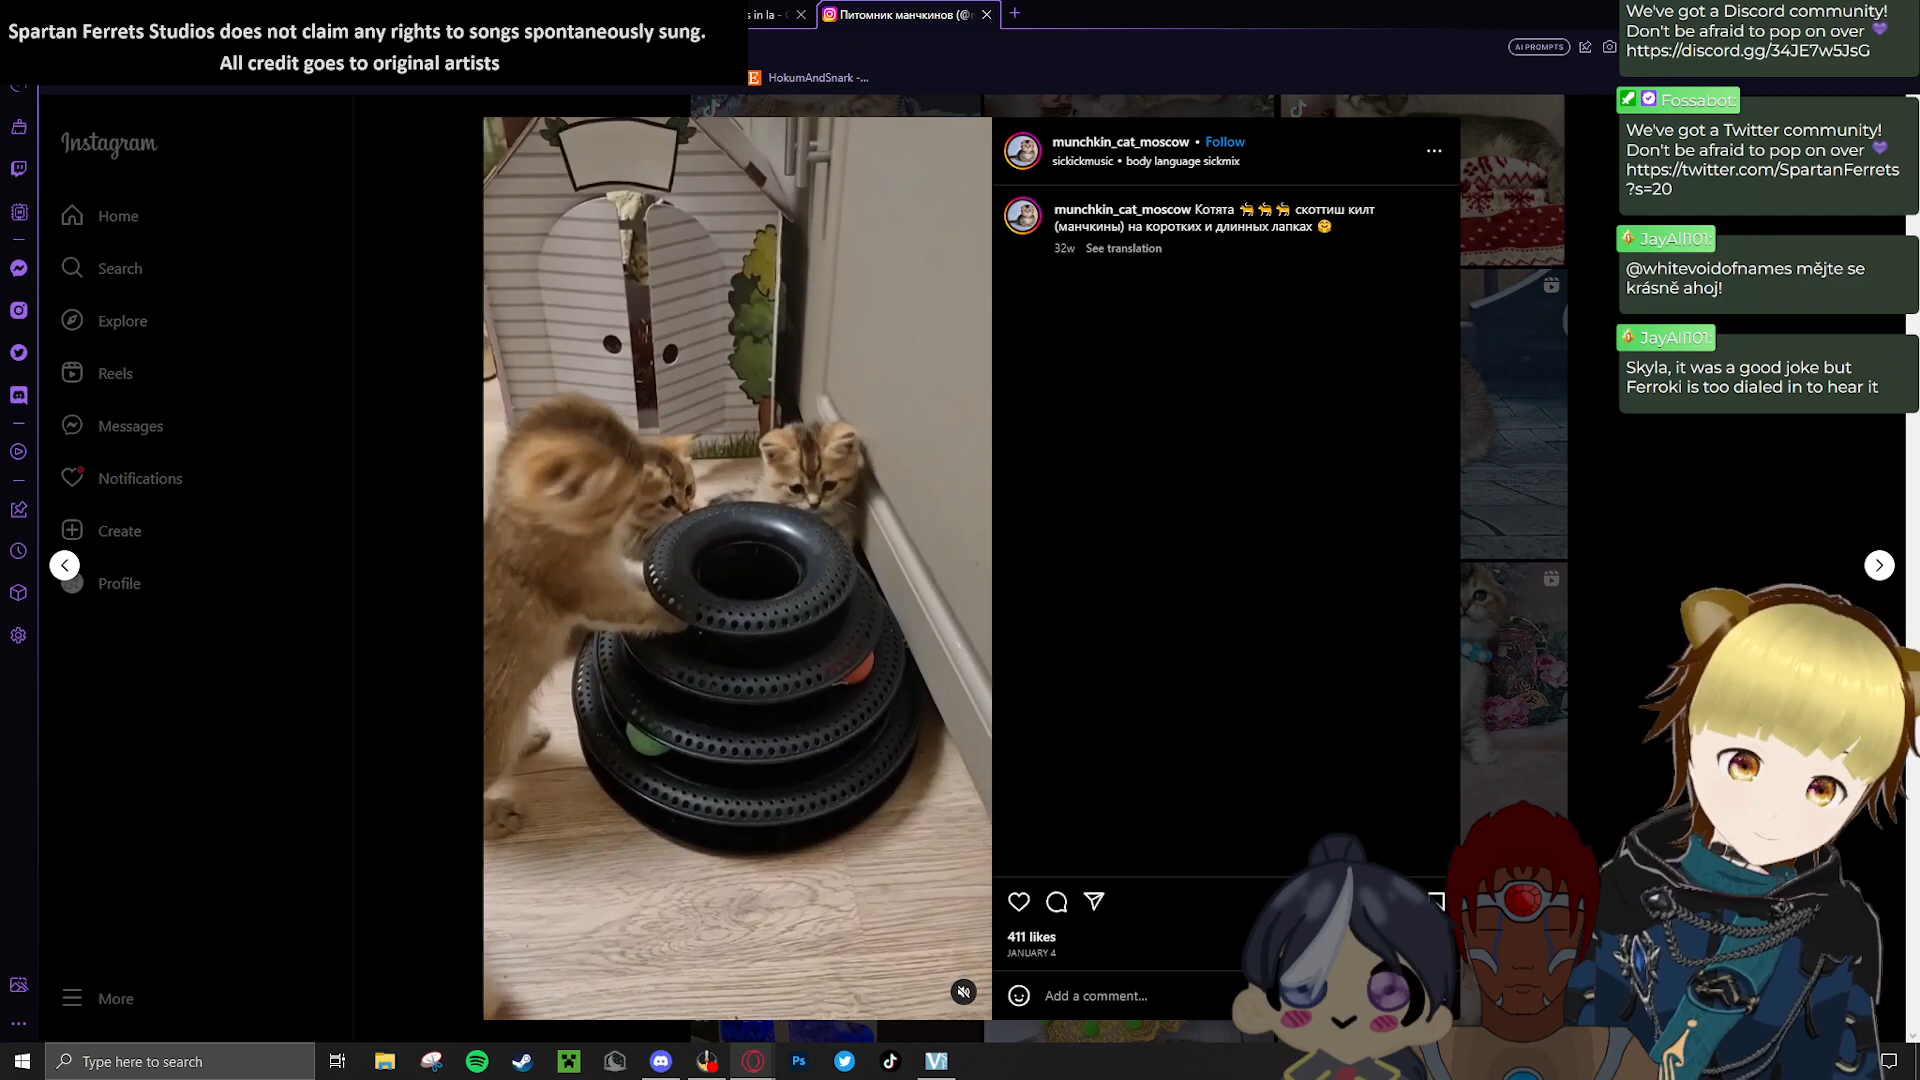 Spartan Ferrets Studios does not claim any rights to songs spontaneously sung.
All credit goes to original artists
s in la -
Питомник манчкинов (@
HokumAndSnark -...
AI PROMPTS
Instagram
Home
Search
Explore
Reels
Messages
Notifications
Create
Profile
More
munchkin_cat_moscow • Follow
sickickmusic • body language sickmix
munchkin_cat_moscow Котята 🐈🐈🐈 скоттиш килт
(манчкины) на коротких и длинных лапках 🤗
32w See translation
411 likes
JANUARY 4
Add a comment...
We've got a Discord community!
Don't be afraid to pop on over 💜
https://discord.gg/34JE7w5JsG
Fossabot:
We've got a Twitter community!
Don't be afraid to pop on over 💜
https://twitter.com/SpartanFerrets
?s=20
JayAll101:
@whitevoidofnames mějte se
krásně ahoj!
JayAll101:
Skyla, it was a good joke but
Ferroki is too dialed in to hear it
Type here to search
Ps